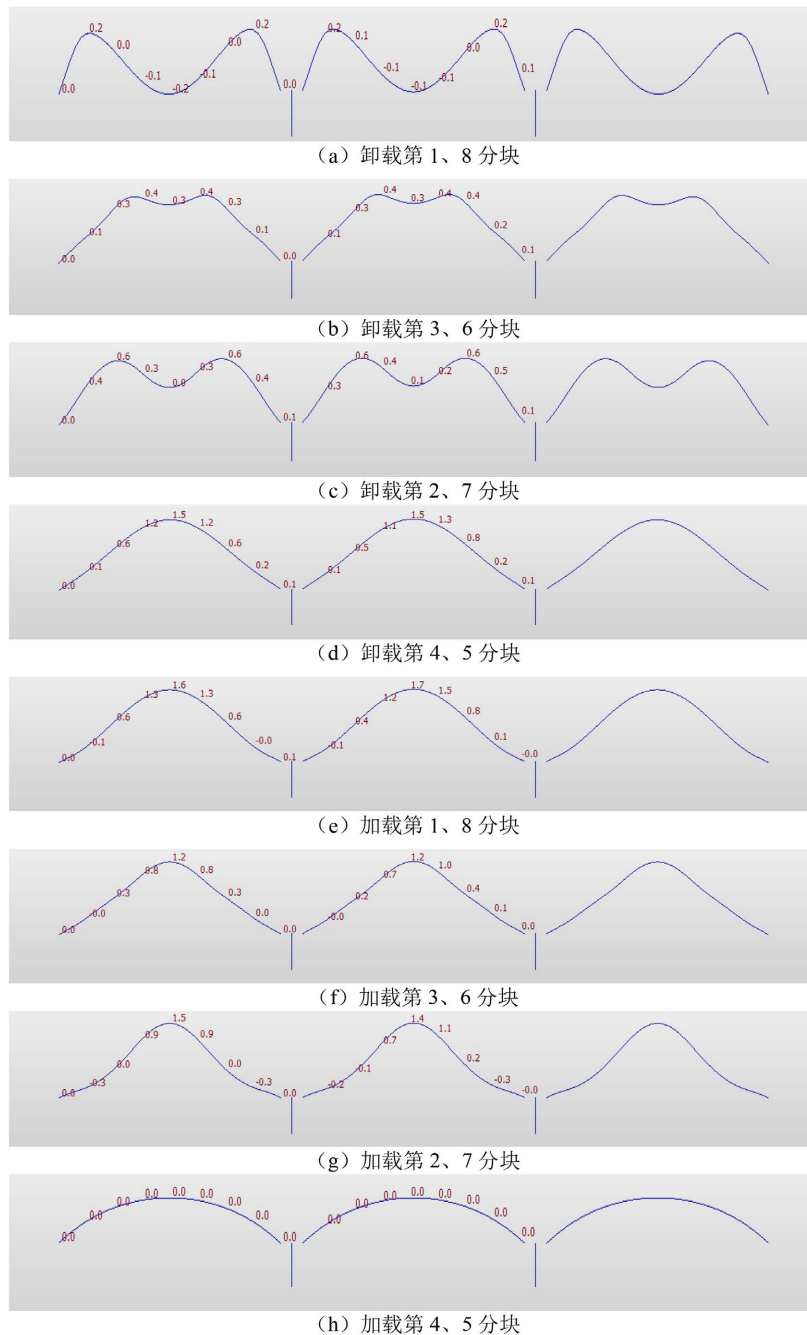 0.2 0.2 0.2 0.2
0.0 0.0 0.1 0.0
-0.1 -0.1 -0.1 -0.1 0.1
0.0 -0.2 0.0 -0.1
(a)卸载第 1、8 分块
0.3 0.4 0.3 0.4 0.3 0.3 0.4 0.3 0.4 0.4
0.1 0.1 0.1 0.2
0.0 0.0 0.1
(b)卸载第 3、6 分块
0.4 0.6 0.3 0.0 0.3 0.6 0.4 0.3 0.6 0.4 0.1 0.2 0.6 0.5
0.0 0.1 0.1
(c)卸载第 2、7 分块
0.0 0.1 0.6 1.2 1.5 1.2 0.6 0.2 0.1 0.1 0.5 1.1 1.5 1.3 0.8 0.2 0.1
(d)卸载第 4、5 分块
0.0 -0.1 0.6 1.3 1.6 1.3 0.6 -0.0 0.1 -0.1 0.4 1.2 1.7 1.5 0.8 0.1 -0.0
(e)加载第 1、8 分块
0.0 -0.0 0.3 0.8 1.2 0.8 0.3 0.0 0.0 -0.0 0.2 0.7 1.2 1.0 0.4 0.1 0.0
(f)加载第 3、6 分块
0.0 -0.3 0.0 0.9 1.5 0.9 0.0 -0.3 0.0 -0.2 -0.1 0.7 1.4 1.1 0.2 -0.3 -0.0
(g)加载第 2、7 分块
0.0 0.0 0.0 0.0 0.0 0.0 0.0 0.0 0.0 0.0 0.0 0.0 0.0 0.0 0.0 0.0 0.0
(h)加载第 4、5 分块